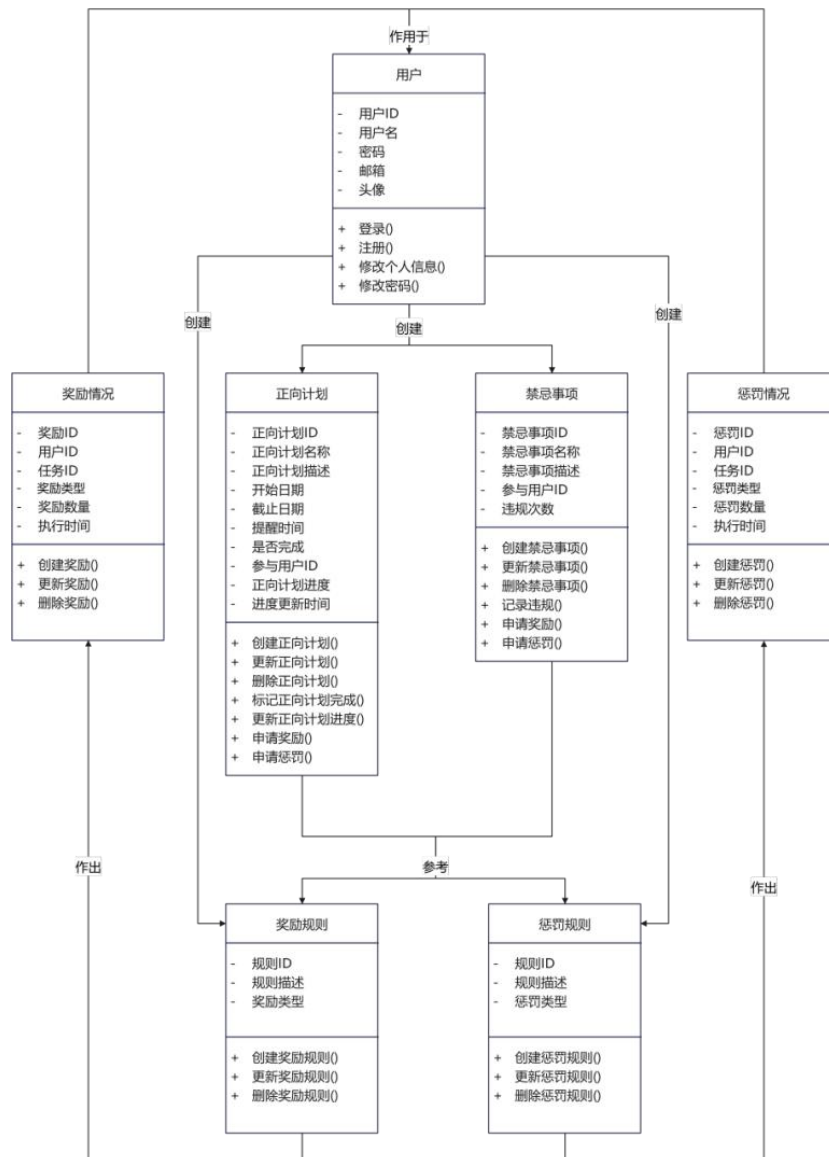 作用于
用户
- 用户ID
- 用户名
- 密码
- 邮箱
- 头像
+ 登录()
+ 注册()
+ 修改个人信息()
+ 修改密码()
创建
创建
创建
奖励情况
- 奖励ID
- 用户ID
- 任务ID
- 奖励类型
- 奖励数量
- 执行时间
+ 创建奖励()
+ 更新奖励()
+ 删除奖励()
正向计划
- 正向计划ID
- 正向计划名称
- 正向计划描述
- 开始日期
- 截止日期
- 提醒时间
- 是否完成
- 参与用户ID
- 正向计划进度
- 进度更新时间
+ 创建正向计划()
+ 更新正向计划()
+ 删除正向计划()
+ 标记正向计划完成()
+ 更新正向计划进度()
+ 申请奖励()
+ 申请惩罚()
禁忌事项
- 禁忌事项ID
- 禁忌事项名称
- 禁忌事项描述
- 参与用户ID
- 违规次数
+ 创建禁忌事项()
+ 更新禁忌事项()
+ 删除禁忌事项()
+ 记录违规()
+ 申请奖励()
+ 申请惩罚()
惩罚情况
- 惩罚ID
- 用户ID
- 任务ID
- 惩罚类型
- 惩罚数量
- 执行时间
+ 创建惩罚()
+ 更新惩罚()
+ 删除惩罚()
作出
参考
作出
奖励规则
- 规则ID
- 规则描述
- 奖励类型
+ 创建奖励规则()
+ 更新奖励规则()
+ 删除奖励规则()
惩罚规则
- 规则ID
- 规则描述
- 惩罚类型
+ 创建惩罚规则()
+ 更新惩罚规则()
+ 删除惩罚规则()